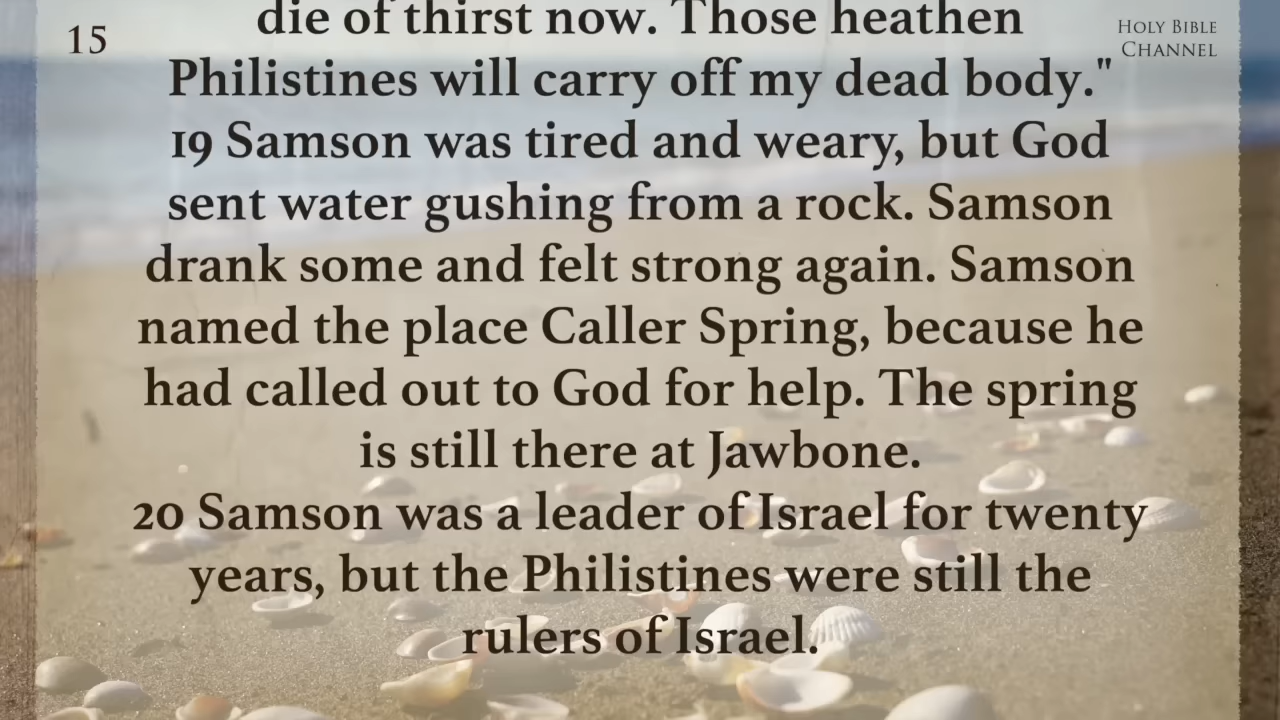 15
HOLY BIBLE
CHANNEL
die of thirst now. Those heathen
Philistines will carry off my dead body."
19 Samson was tired and weary, but God
sent water gushing from a rock. Samson
drank some and felt strong again. Samson
named the place Caller Spring, because he
had called out to God for help. The spring
is still there at Jawbone.
20 Samson was a leader of Israel for twenty
years, but the Philistines were still the
rulers of Israel.